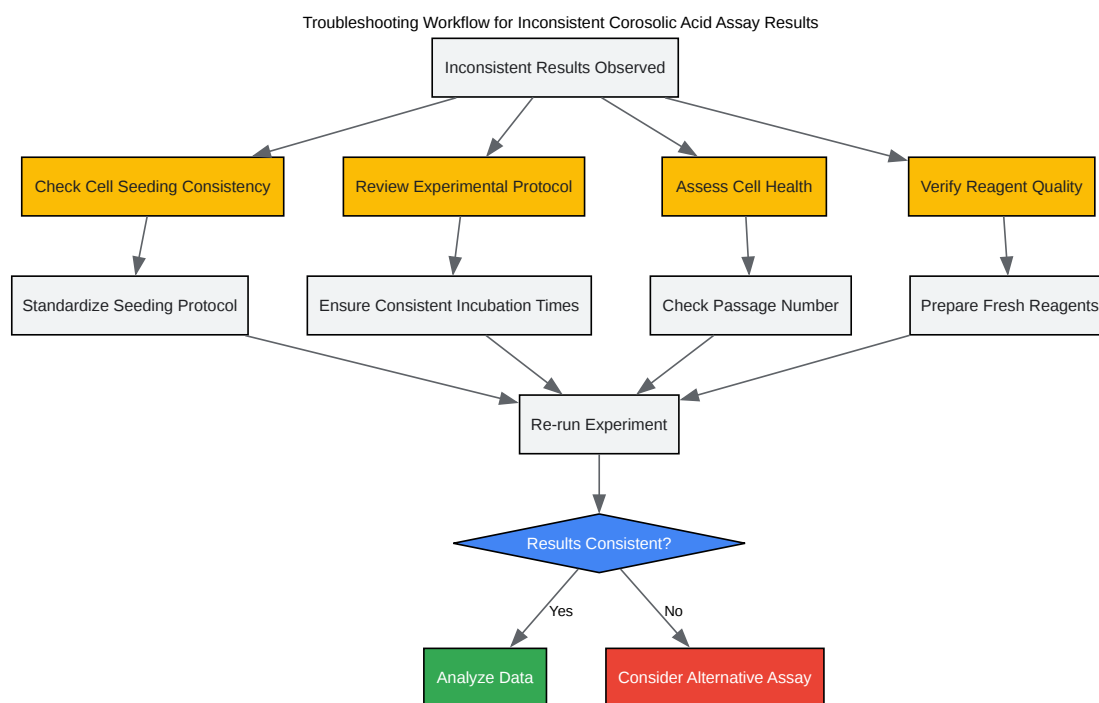 Troubleshooting Workflow for Inconsistent Corosolic Acid Assay Results
Inconsistent Results Observed
Check Cell Seeding Consistency
Review Experimental Protocol
Assess Cell Health
Verify Reagent Quality
Standardize Seeding Protocol
Ensure Consistent Incubation Times
Check Passage Number
Prepare Fresh Reagents
Re-run Experiment
Results Consistent?
Yes
No
Analyze Data
Consider Alternative Assay